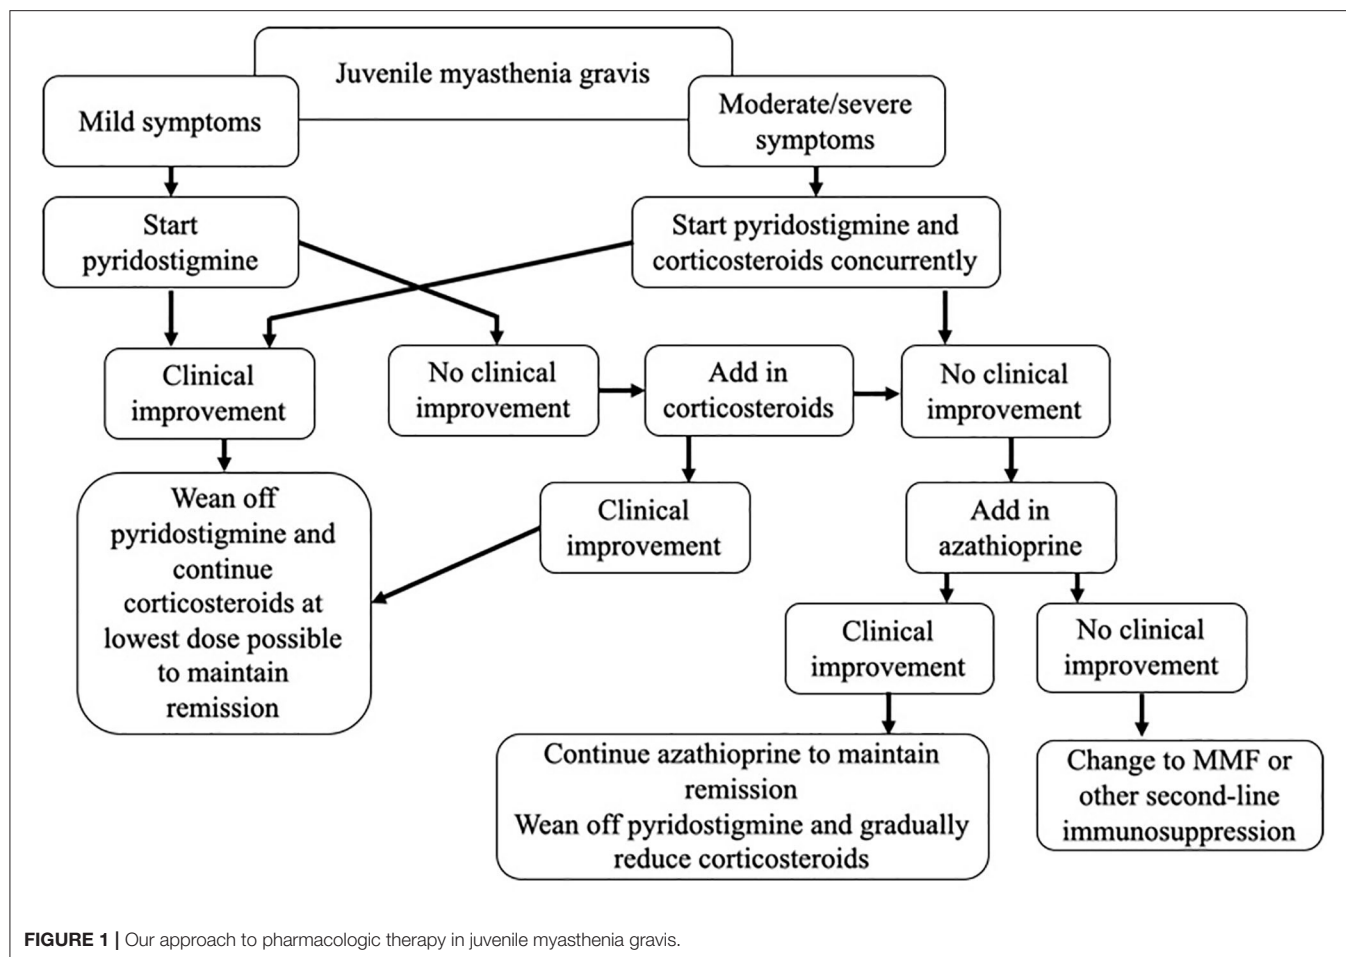 Juvenile myasthenia gravis
Mild symptoms
Moderate/severe
symptoms
Start
pyridostigmine
Start pyridostigmine and
corticosteroids concurrently
Clinical
improvement
No clinical
improvement
Add in
corticosteroids
No clinical
improvement
Wean off
pyridostigmine and
continue
corticosteroids at
lowest dose possible
to maintain
remission
Clinical
improvement
Add in
azathioprine
Clinical
improvement
No clinical
improvement
Continue azathioprine to maintain
remission
Wean off pyridostigmine and gradually
reduce corticosteroids
Change to MMF or
other second-line
immunosuppression
FIGURE 1 | Our approach to pharmacologic therapy in juvenile myasthenia gravis.